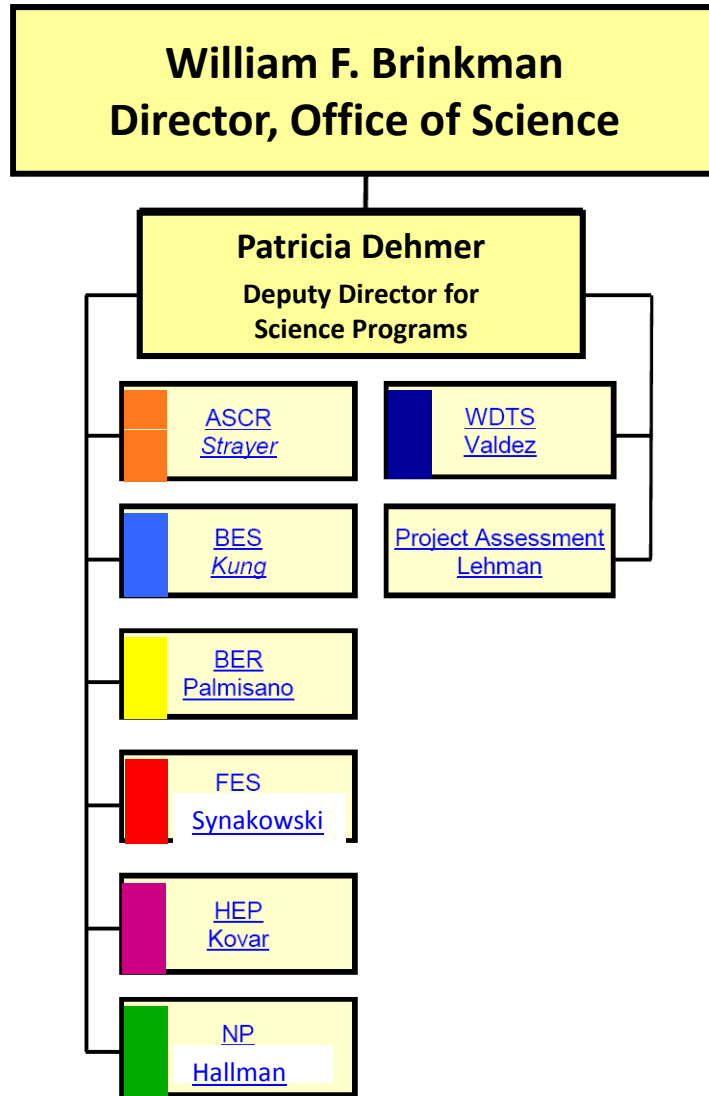 William F. Brinkman
Director, Office of Science
Patricia Dehmer
Deputy Director for
Science Programs
ASCR
Strayer
WDTS
Valdez
BES
Kung
Project Assessment
Lehman
BER
Palmisano
FES
Synakowski
HEP
Kovar
NP
Hallman